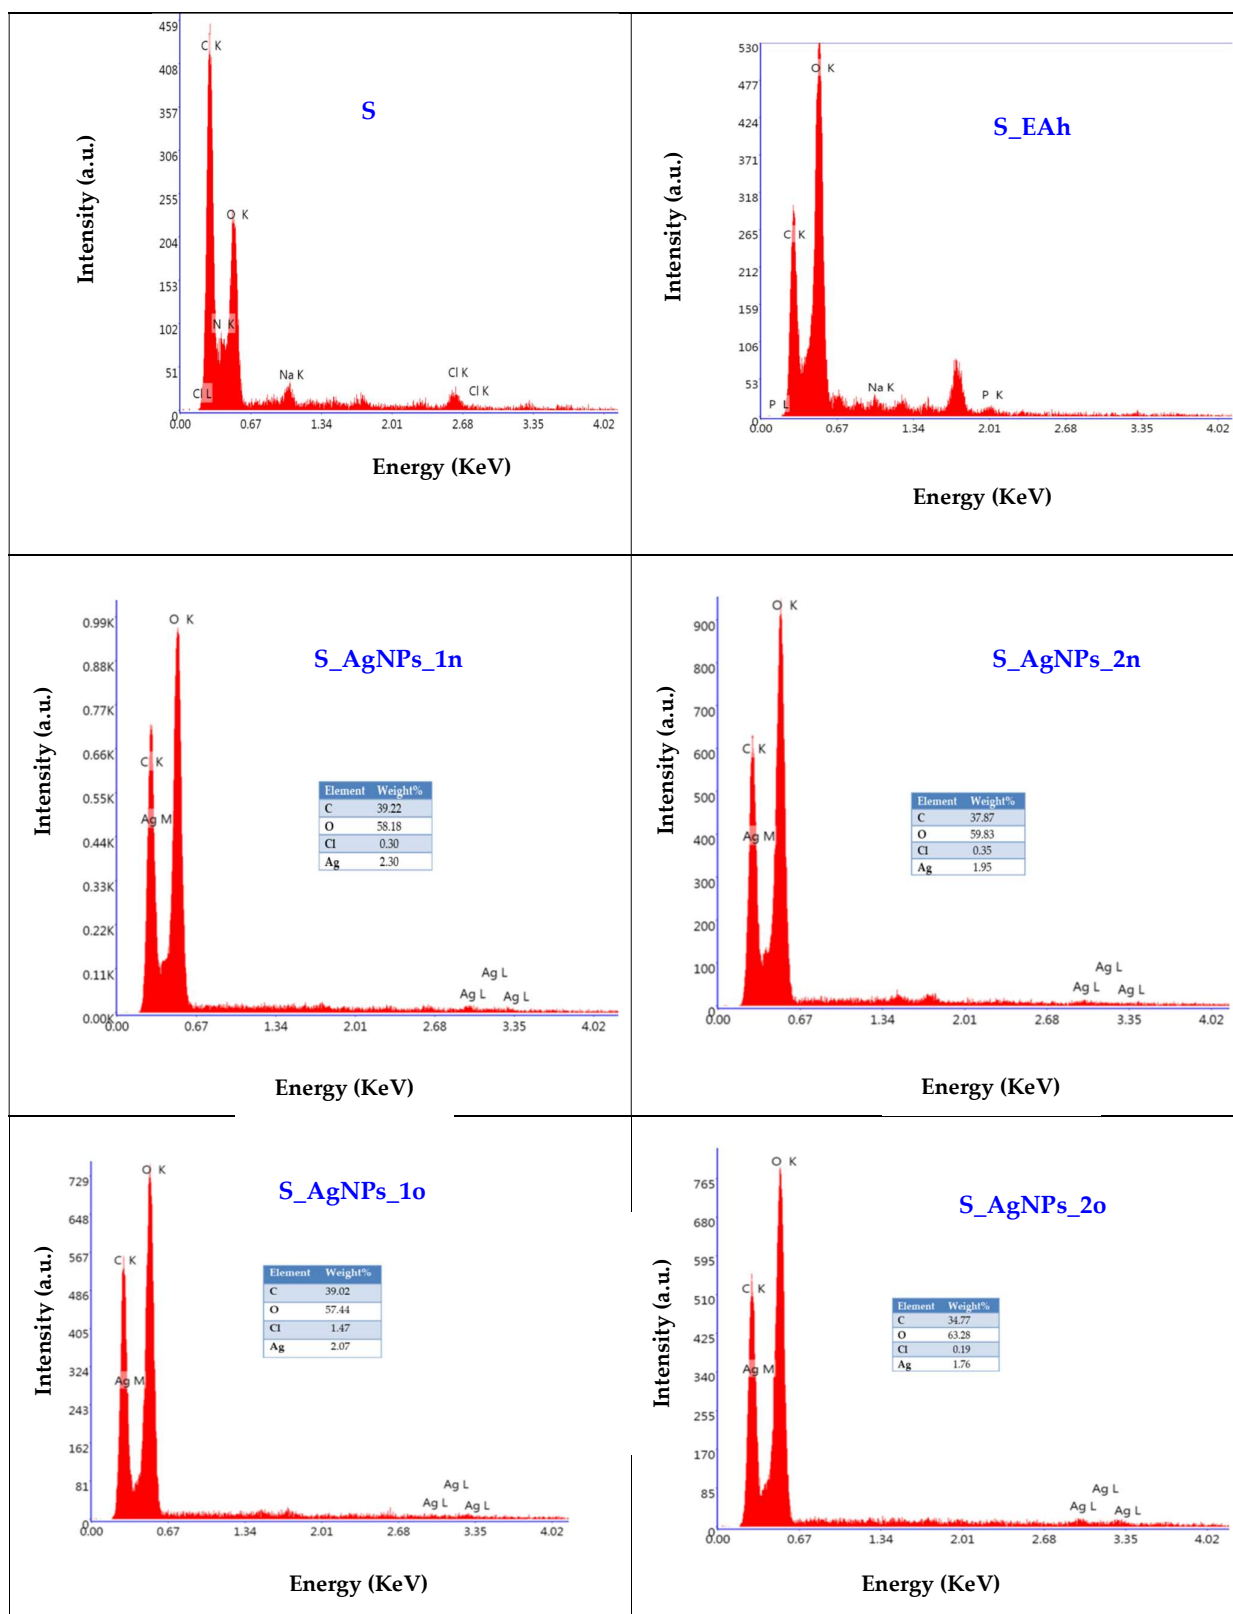 S
Intensity (a.u.)
459
408
357
306
255
204
153
102
51
0
C K
O K
N K
Cl L
Na K
Cl K
Cl K
0.00 0.67 1.34 2.01 2.68 3.35 4.02
Energy (KeV)
S_EAh
Intensity (a.u.)
530
477
424
371
318
265
212
159
106
53
0
O K
C K
P L
Na K
P K
0.00 0.67 1.34 2.01 2.68 3.35 4.02
Energy (KeV)
S_AgNPs_1n
Intensity (a.u.)
0.99K
0.88K
0.77K
0.66K
0.55K
0.44K
0.33K
0.22K
0.11K
0.00K
O K
C K
Ag M
Element Weight%
C 39.22
O 58.18
Cl 0.30
Ag 2.30
Ag L
Ag L
Ag L
0.00 0.67 1.34 2.01 2.68 3.35 4.02
Energy (KeV)
S_AgNPs_2n
Intensity (a.u.)
900
800
700
600
500
400
300
200
100
0
O K
C K
Ag M
Element Weight%
C 37.87
O 59.83
Cl 0.35
Ag 1.95
Ag L
Ag L
Ag L
0.00 0.67 1.34 2.01 2.68 3.35 4.02
Energy (KeV)
S_AgNPs_1o
Intensity (a.u.)
729
648
567
486
405
324
243
162
81
0
O K
C K
Ag M
Element Weight%
C 39.02
O 57.44
Cl 1.47
Ag 2.07
Ag L
Ag L
Ag L
0.00 0.67 1.34 2.01 2.68 3.35 4.02
Energy (KeV)
S_AgNPs_2o
Intensity (a.u.)
765
680
595
510
425
340
255
170
85
0
O K
C K
Ag M
Element Weight%
C 34.77
O 63.28
Cl 0.19
Ag 1.76
Ag L
Ag L
Ag L
0.00 0.67 1.34 2.01 2.68 3.35 4.02
Energy (KeV)